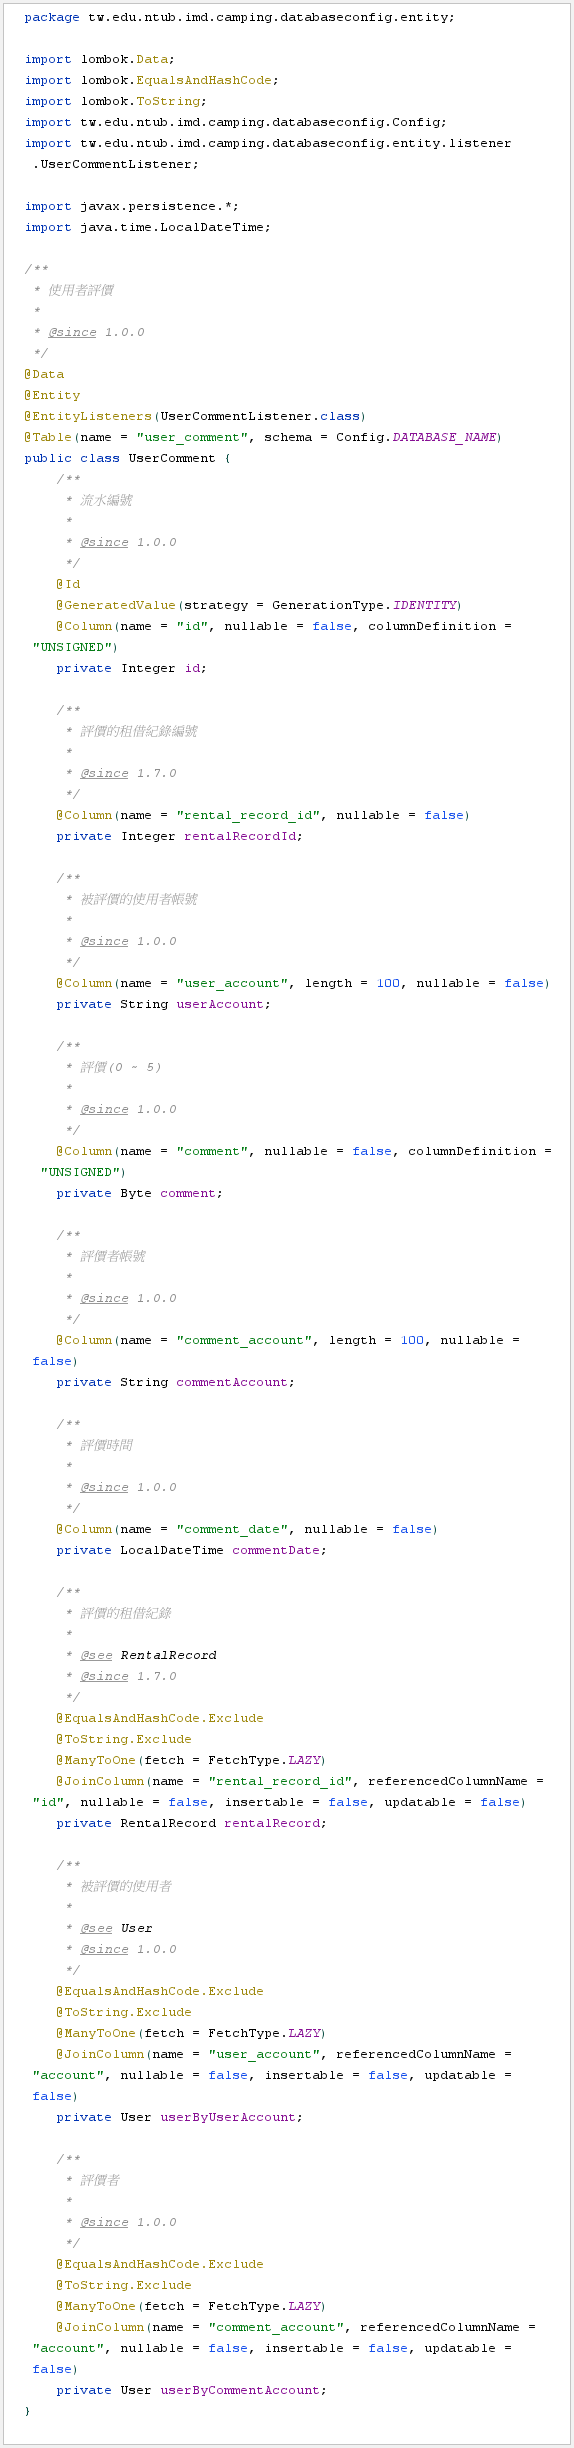 package tw.edu.ntub.imd.camping.databaseconfig.entity;
import lombok.Data;
import lombok.EqualsAndHashCode;
import lombok.ToString;
import tw.edu.ntub.imd.camping.databaseconfig.Config;
import tw.edu.ntub.imd.camping.databaseconfig.entity.listener
.UserCommentListener;
import javax.persistence.*;
import java.time.LocalDateTime;
/**
* 使用者評價
*
* @since 1.0.0
*/
@Data
@Entity
@EntityListeners(UserCommentListener.class)
@Table(name = "user_comment", schema = Config.DATABASE_NAME)
public class UserComment {
/**
* 流水編號
*
* @since 1.0.0
*/
@Id
@GeneratedValue(strategy = GenerationType.IDENTITY)
@Column(name = "id", nullable = false, columnDefinition =
"UNSIGNED")
private Integer id;
/**
* 評價的租借紀錄編號
*
* @since 1.7.0
*/
@Column(name = "rental_record_id", nullable = false)
private Integer rentalRecordId;
/**
* 被評價的使用者帳號
*
* @since 1.0.0
*/
@Column(name = "user_account", length = 100, nullable = false)
private String userAccount;
/**
* 評價(0 ~ 5)
*
* @since 1.0.0
*/
@Column(name = "comment", nullable = false, columnDefinition =
"UNSIGNED")
private Byte comment;
/**
* 評價者帳號
*
* @since 1.0.0
*/
@Column(name = "comment_account", length = 100, nullable =
false)
private String commentAccount;
/**
* 評價時間
*
* @since 1.0.0
*/
@Column(name = "comment_date", nullable = false)
private LocalDateTime commentDate;
/**
* 評價的租借紀錄
*
* @see RentalRecord
* @since 1.7.0
*/
@EqualsAndHashCode.Exclude
@ToString.Exclude
@ManyToOne(fetch = FetchType.LAZY)
@JoinColumn(name = "rental_record_id", referencedColumnName =
"id", nullable = false, insertable = false, updatable = false)
private RentalRecord rentalRecord;
/**
* 被評價的使用者
*
* @see User
* @since 1.0.0
*/
@EqualsAndHashCode.Exclude
@ToString.Exclude
@ManyToOne(fetch = FetchType.LAZY)
@JoinColumn(name = "user_account", referencedColumnName =
"account", nullable = false, insertable = false, updatable =
false)
private User userByUserAccount;
/**
* 評價者
*
* @since 1.0.0
*/
@EqualsAndHashCode.Exclude
@ToString.Exclude
@ManyToOne(fetch = FetchType.LAZY)
@JoinColumn(name = "comment_account", referencedColumnName =
"account", nullable = false, insertable = false, updatable =
false)
private User userByCommentAccount;
}